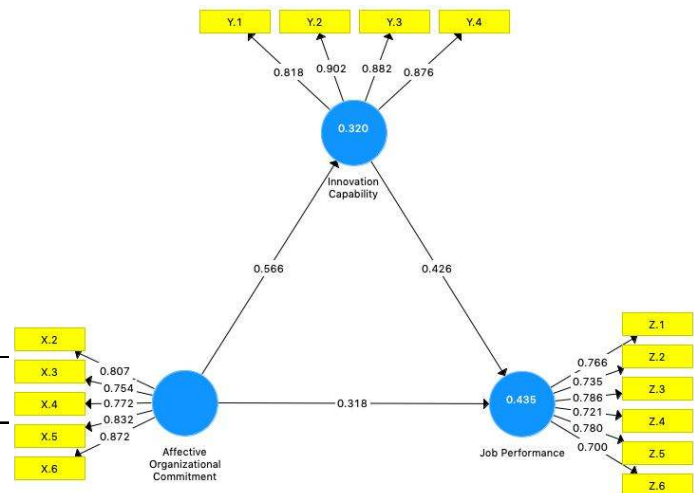 Y.1
Y.2
Y.3
Y.4
0.818
0.902
0.882
0.876
0.320
Innovation
Capability
0.566
0.426
X.2
X.3
X.4
X.5
X.6
0.807
0.754
0.772
0.832
0.872
Affective
Organizational
Commitment
0.318
0.435
Job Performance
0.766
0.735
0.786
0.721
0.780
0.700
Z.1
Z.2
Z.3
Z.4
Z.5
Z.6